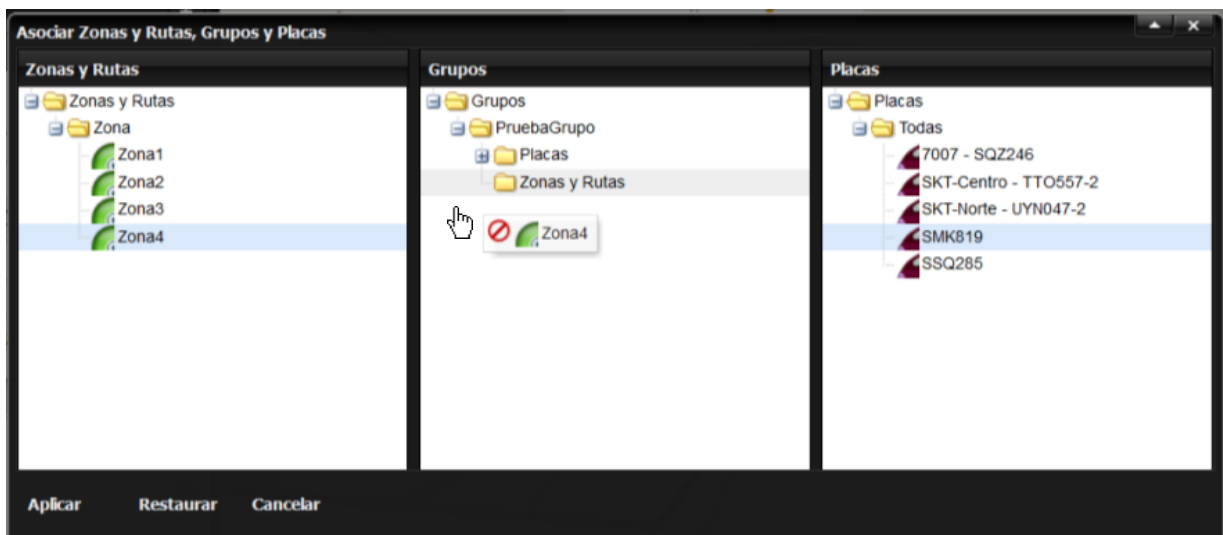 Asociar Zonas y Rutas, Grupos y Placas
Zonas y Rutas
Zonas y Rutas
Zona
Zona1
Zona2
Zona3
Zona4
Grupos
Grupos
PruebaGrupo
Placas
Zonas y Rutas
Zona4
Placas
Placas
Todas
7007 - SQZ246
SKT-Centro - TTO557-2
SKT-Norte - UYN047-2
SMK819
SSQ285
Aplicar Restaurar Cancelar